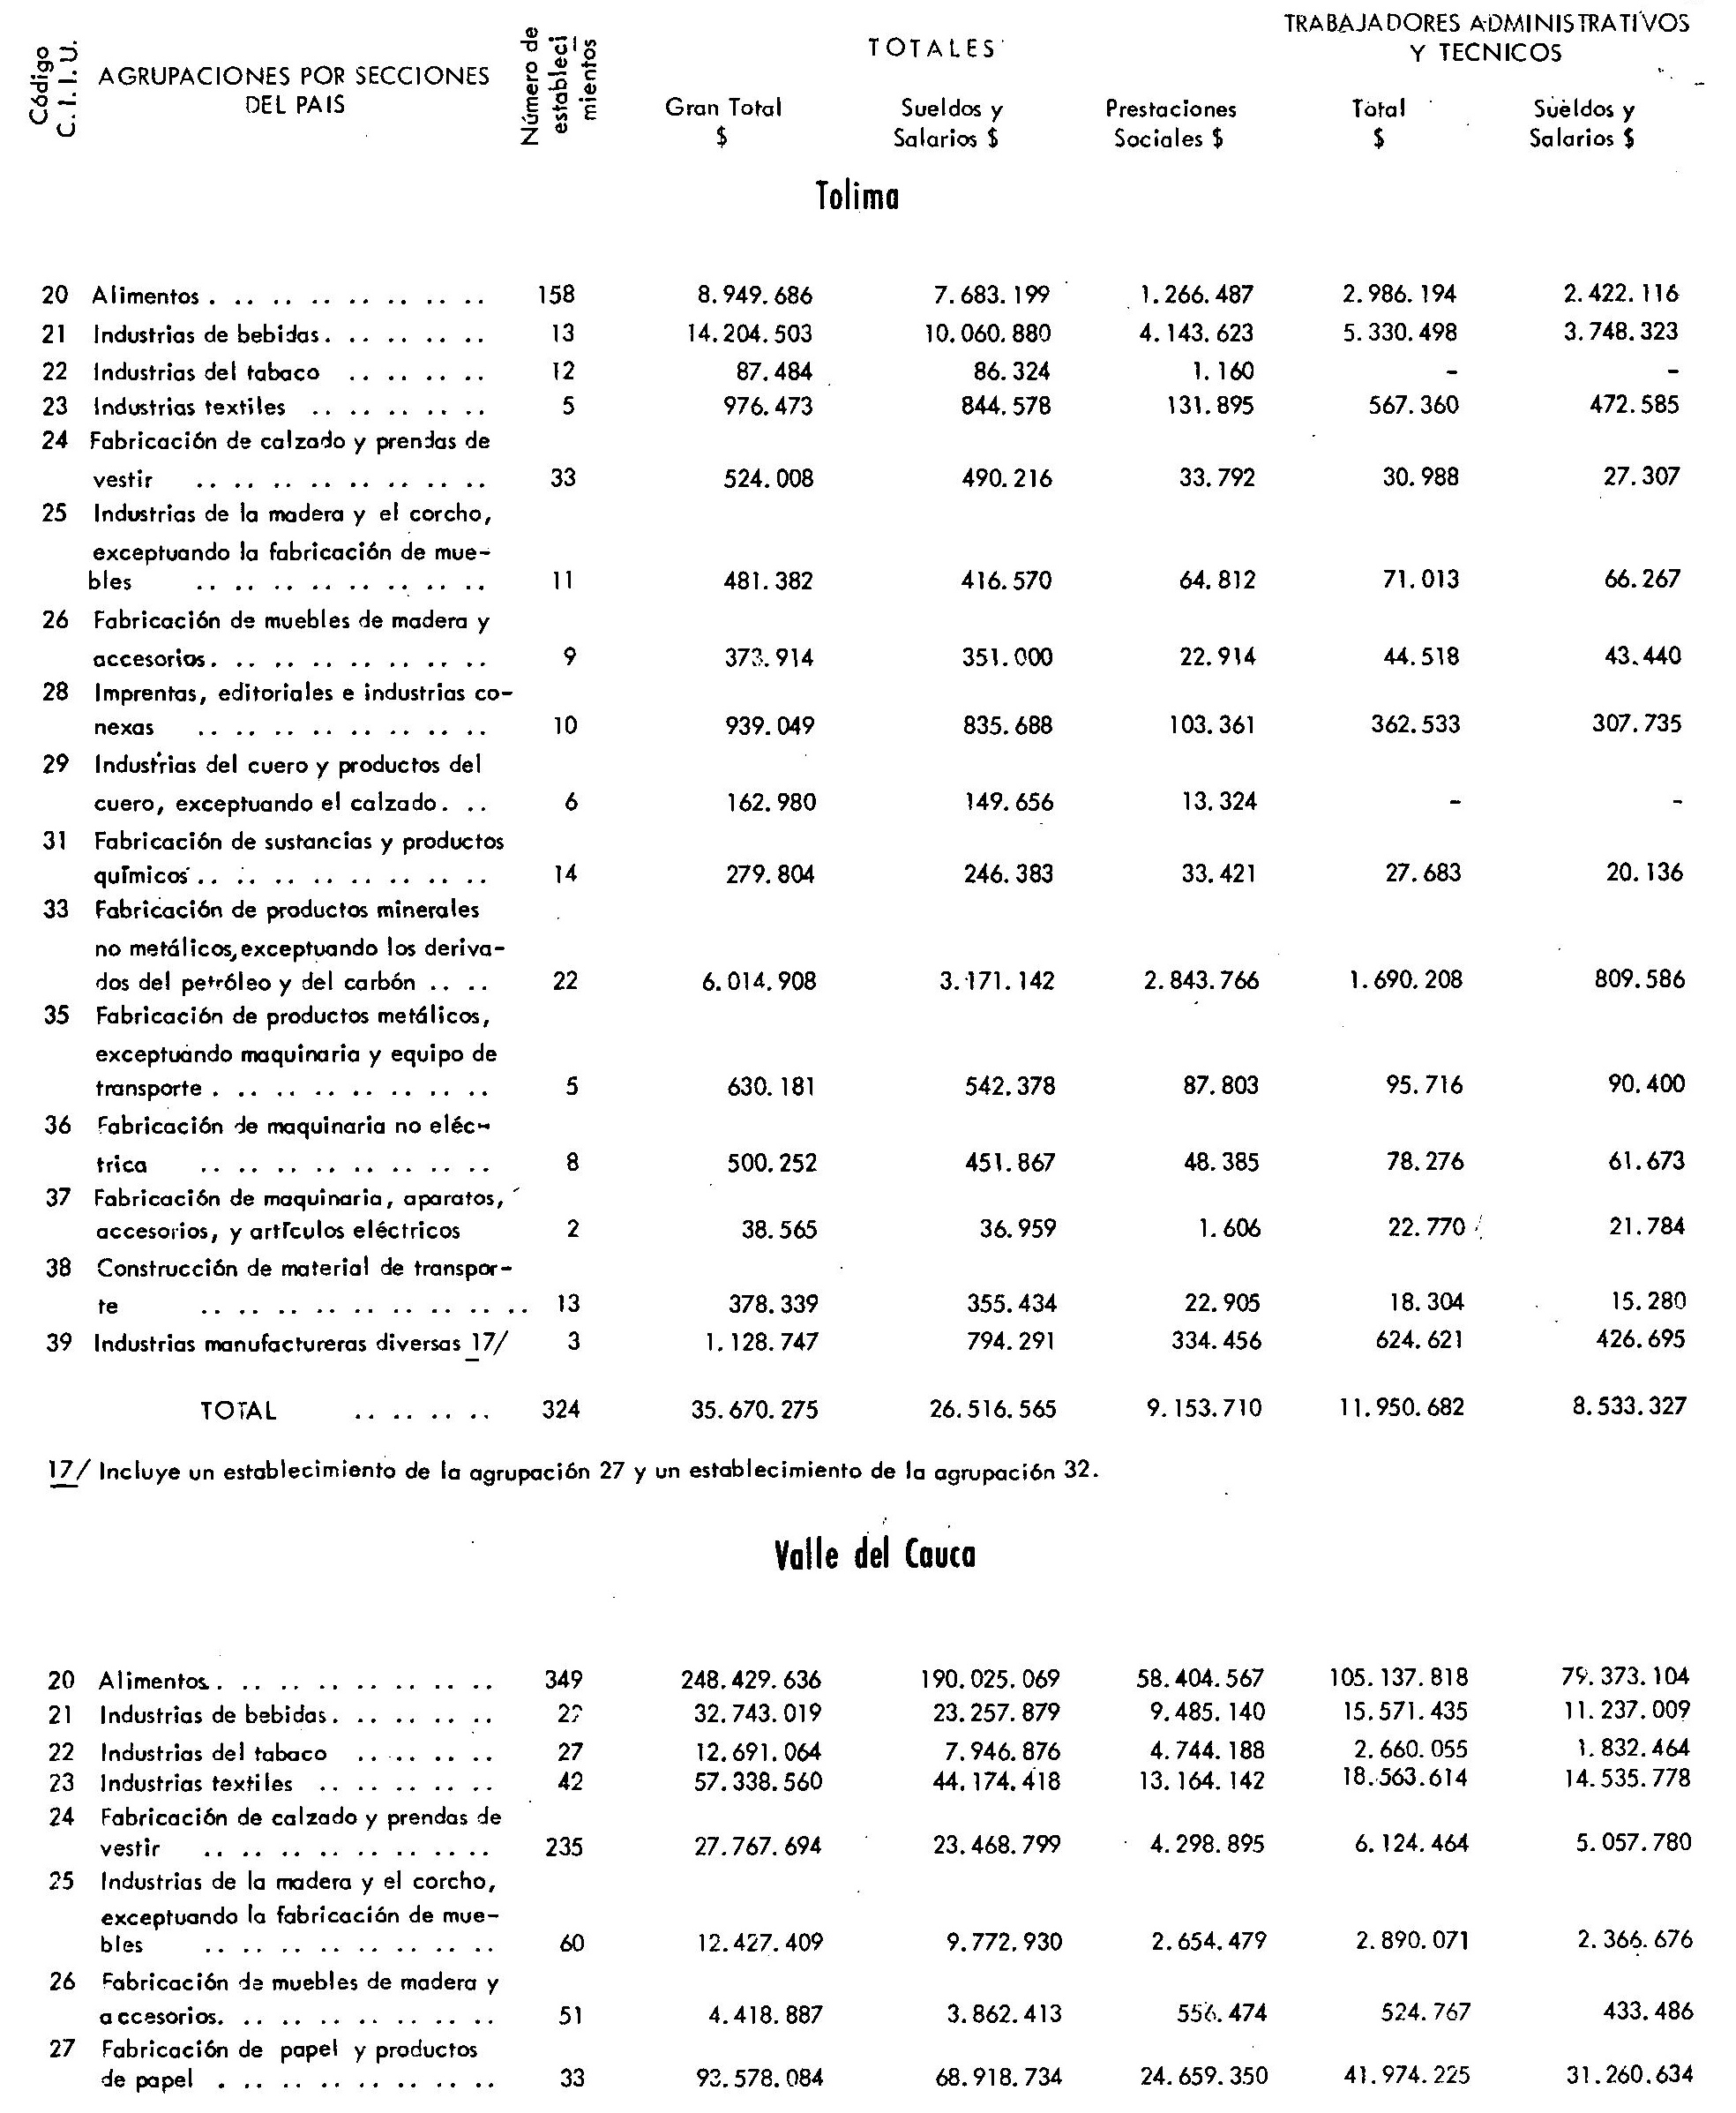 Código C. I. I. U.
AGRUPACIONES POR SECCIONES DEL PAIS
Número de estableci mientos
TOTALES
TRABAJADORES ADMINISTRATIVOS Y TECNICOS
Gran Total $ Sueldos y Salarios $ Prestaciones Sociales $ Total $ Sueldos y Salarios $
Tolima
20 Alimentos . .. .. .. .. .. .. .. 158 8.949.686 7.683.199 1.266.487 2.986.194 2.422.116
21 Industrias de bebidas. .. .. .. .. 13 14.204.503 10.060.880 4.143.623 5.330.498 3.748.323
22 Industrias del tabaco .. .. .. .. 12 87.484 86.324 1.160 - -
23 Industrias textiles .. .. .. .. .. 5 976.473 844.578 131.895 567.360 472.585
24 Fabricación de calzado y prendas de
vestir .. .. .. .. .. .. .. .. 33 524.008 490.216 33.792 30.988 27.307
25 Industrias de la madera y el corcho,
exceptuando la fabricación de mue-
bles .. .. .. .. .. .. .. .. 11 481.382 416.570 64.812 71.013 66.267
26 Fabricación de muebles de madera y
accesorios. .. .. .. .. .. .. .. 9 373.914 351.000 22.914 44.518 43.440
28 Imprentas, editoriales e industrias co-
nexas .. .. .. .. .. .. .. .. 10 939.049 835.688 103.361 362.533 307.735
29 Industrias del cuero y productos del
cuero, exceptuando el calzado. .. 6 162.980 149.656 13.324 - -
31 Fabricación de sustancias y productos
químicos .. .. .. .. .. .. .. .. 14 279.804 246.383 33.421 27.683 20.136
33 Fabricación de productos minerales
no metálicos, exceptuando los deriva-
dos del petróleo y del carbón .. .. 22 6.014.908 3.171.142 2.843.766 1.690.208 809.586
35 Fabricación de productos metálicos,
exceptuando maquinaria y equipo de
transporte . .. .. .. .. .. .. .. 5 630.181 542.378 87.803 95.716 90.400
36 Fabricación de maquinaria no eléc-
trica .. .. .. .. .. .. .. .. 8 500.252 451.867 48.385 78.276 61.673
37 Fabricación de maquinaria, aparatos,
accesorios, y artículos eléctricos 2 38.565 36.959 1.606 22.770 21.784
38 Construcción de material de transpor-
te .. .. .. .. .. .. .. .. .. 13 378.339 355.434 22.905 18.304 15.280
39 Industrias manufactureras diversas 17/ 3 1.128.747 794.291 334.456 624.621 426.695
TOTAL .. .. .. .. 324 35.670.275 26.516.565 9.153.710 11.950.682 8.533.327
17/ Incluye un establecimiento de la agrupación 27 y un establecimiento de la agrupación 32.
Valle del Cauca
20 Alimentos. .. .. .. .. .. .. .. 349 248.429.636 190.025.069 58.404.567 105.137.818 79.373.104
21 Industrias de bebidas. .. .. .. .. 32.743.019 23.257.879 9.485.140 15.571.435 11.237.009
22 Industrias del tabaco .. .. .. .. 27 12.691.064 7.946.876 4.744.188 2.660.055 1.832.464
23 Industrias textiles .. .. .. .. .. 42 57.338.560 44.174.418 13.164.142 18.563.614 14.535.778
24 Fabricación de calzado y prendas de
vestir .. .. .. .. .. .. .. .. 235 27.767.694 23.468.799 4.298.895 6.124.464 5.057.780
25 Industrias de la madera y el corcho,
exceptuando la fabricación de mue-
bles .. .. .. .. .. .. .. .. 60 12.427.409 9.772.930 2.654.479 2.890.071 2.366.676
26 Fabricación de muebles de madera y
accesorios. .. .. .. .. .. .. .. 51 4.418.887 3.862.413 556.474 524.767 433.486
27 Fabricación de papel y productos
de papel . .. .. .. .. .. .. .. 33 93.578.084 68.918.734 24.659.350 41.974.225 31.260.634